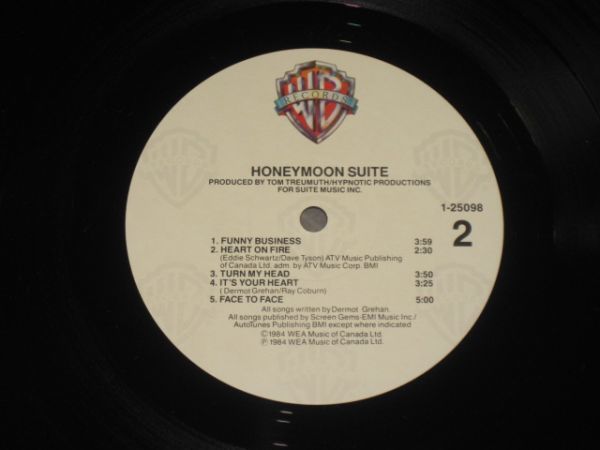 WB
RECORDS
HONEYMOON SUITE
PRODUCED BY TOM TREUMUTH/HYPNOTIC PRODUCTIONS
FOR SUITE MUSIC INC.
1-25098
2
1. FUNNY BUSINESS 3:59
2. HEART ON FIRE 2:30
(Eddie Schwartz/Dave Tyson) ATV Music Publishing
of Canada Ltd. adm. by ATV Music Corp. BMI
3. TURN MY HEAD 3:50
4. IT'S YOUR HEART 3:25
(Dermot Grehan/Ray Coburn)
5. FACE TO FACE 5:00
All songs written by Dermot Grehan.
All songs published by Screen Gems-EMI Music Inc./
AutoTunes Publishing BMI except where indicated
©1984 WEA Music of Canada Ltd.
℗1984 WEA Music of Canada Ltd.